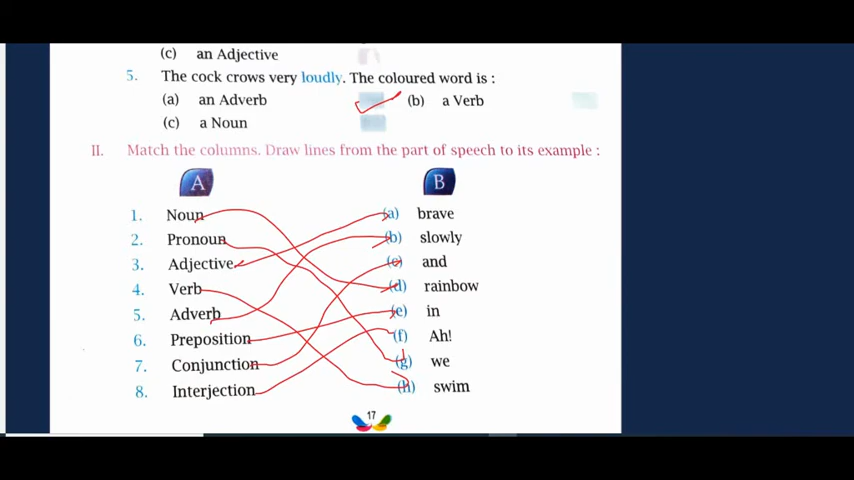 (c) an Adjective
5. The cock crows very loudly. The coloured word is :
(a) an Adverb (b) a Verb
(c) a Noun
II. Match the columns. Draw lines from the part of speech to its example :
A B
1. Noun (a) brave
2. Pronoun (b) slowly
3. Adjective (c) and
4. Verb (d) rainbow
5. Adverb (e) in
6. Preposition (f) Ah!
7. Conjunction (g) we
8. Interjection (h) swim
17